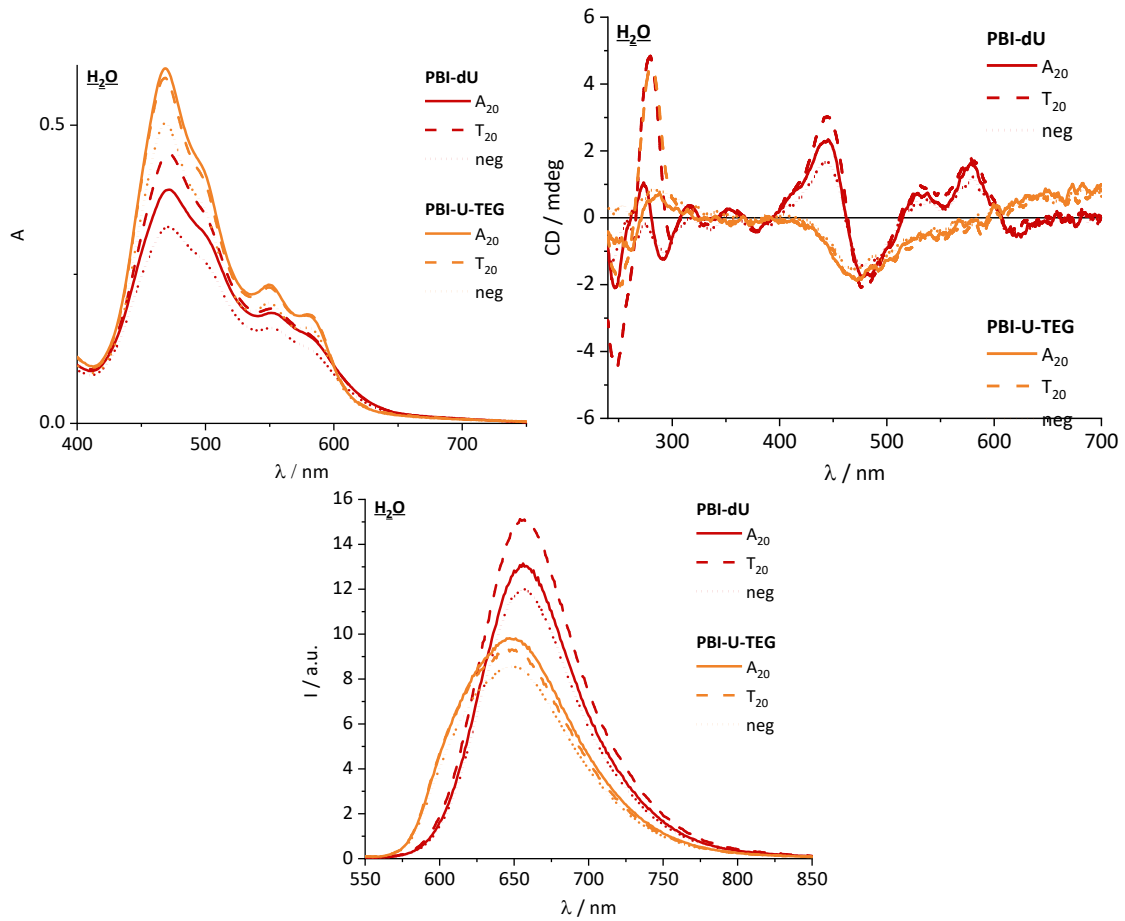 H2O
PBI-dU
A20
T20
neg
PBI-U-TEG
A20
T20
neg
0.5
0.0
A
400 500 600 700
λ / nm
H2O
PBI-dU
A20
T20
neg
PBI-U-TEG
A20
T20
neg
6
4
2
0
-2
-4
-6
CD / mdeg
300 400 500 600 700
λ / nm
H2O
PBI-dU
A20
T20
neg
PBI-U-TEG
A20
T20
neg
16
14
12
10
8
6
4
2
0
I / a.u.
550 600 650 700 750 800 850
λ / nm